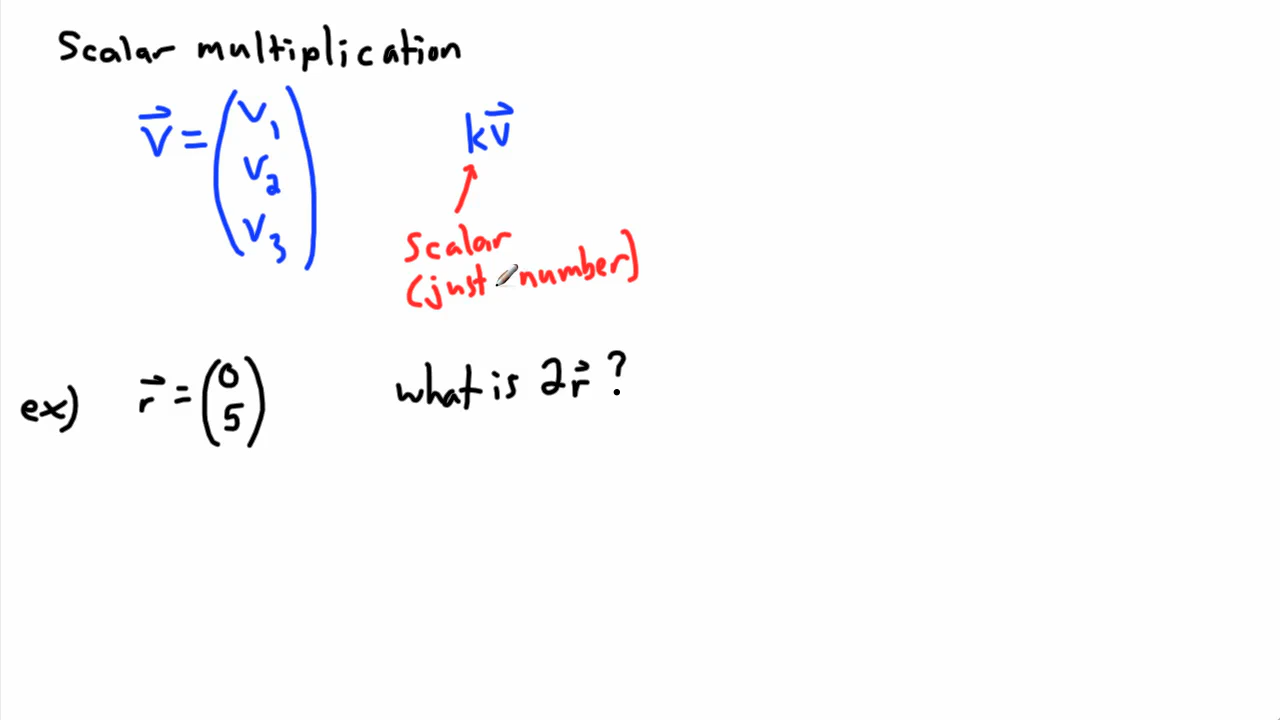 Scalar multiplication
v⃗ = (v₁ v₂ v₃)
kv⃗
scalar
(just number)
ex) r⃗ = (0 5) what is 2r⃗ ?